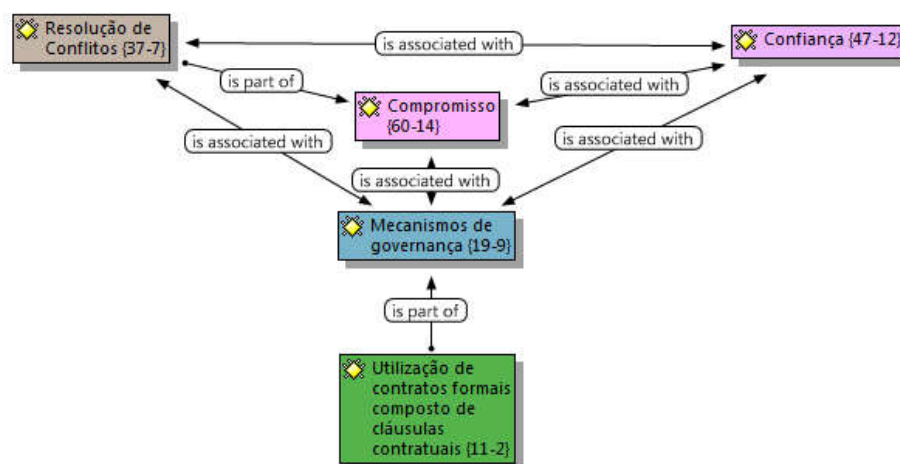 Resolução de
Conflitos {37-7}
is associated with
Confiança {47-12}
is part of
is associated with
Compromisso
{60-14}
is associated with
is associated with
is associated with
Mecanismos de
governança {19-9}
is part of
Utilização de
contratos formais
composto de
cláusulas
contratuais {11-2}